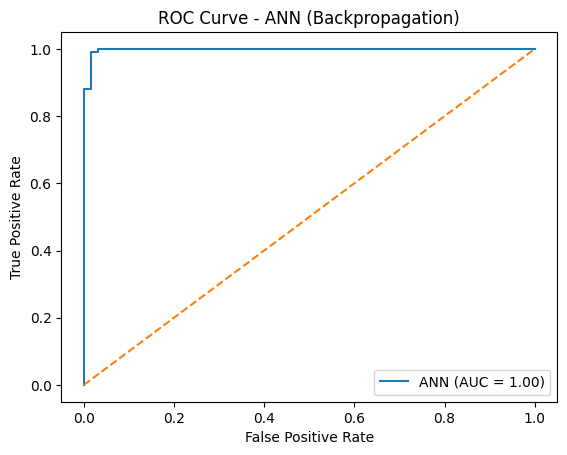 ROC Curve - ANN (Backpropagation)
True Positive Rate
1.0
0.8
0.6
0.4
0.2
0.0
ANN (AUC = 1.00)
0.0 0.2 0.4 0.6 0.8 1.0
False Positive Rate